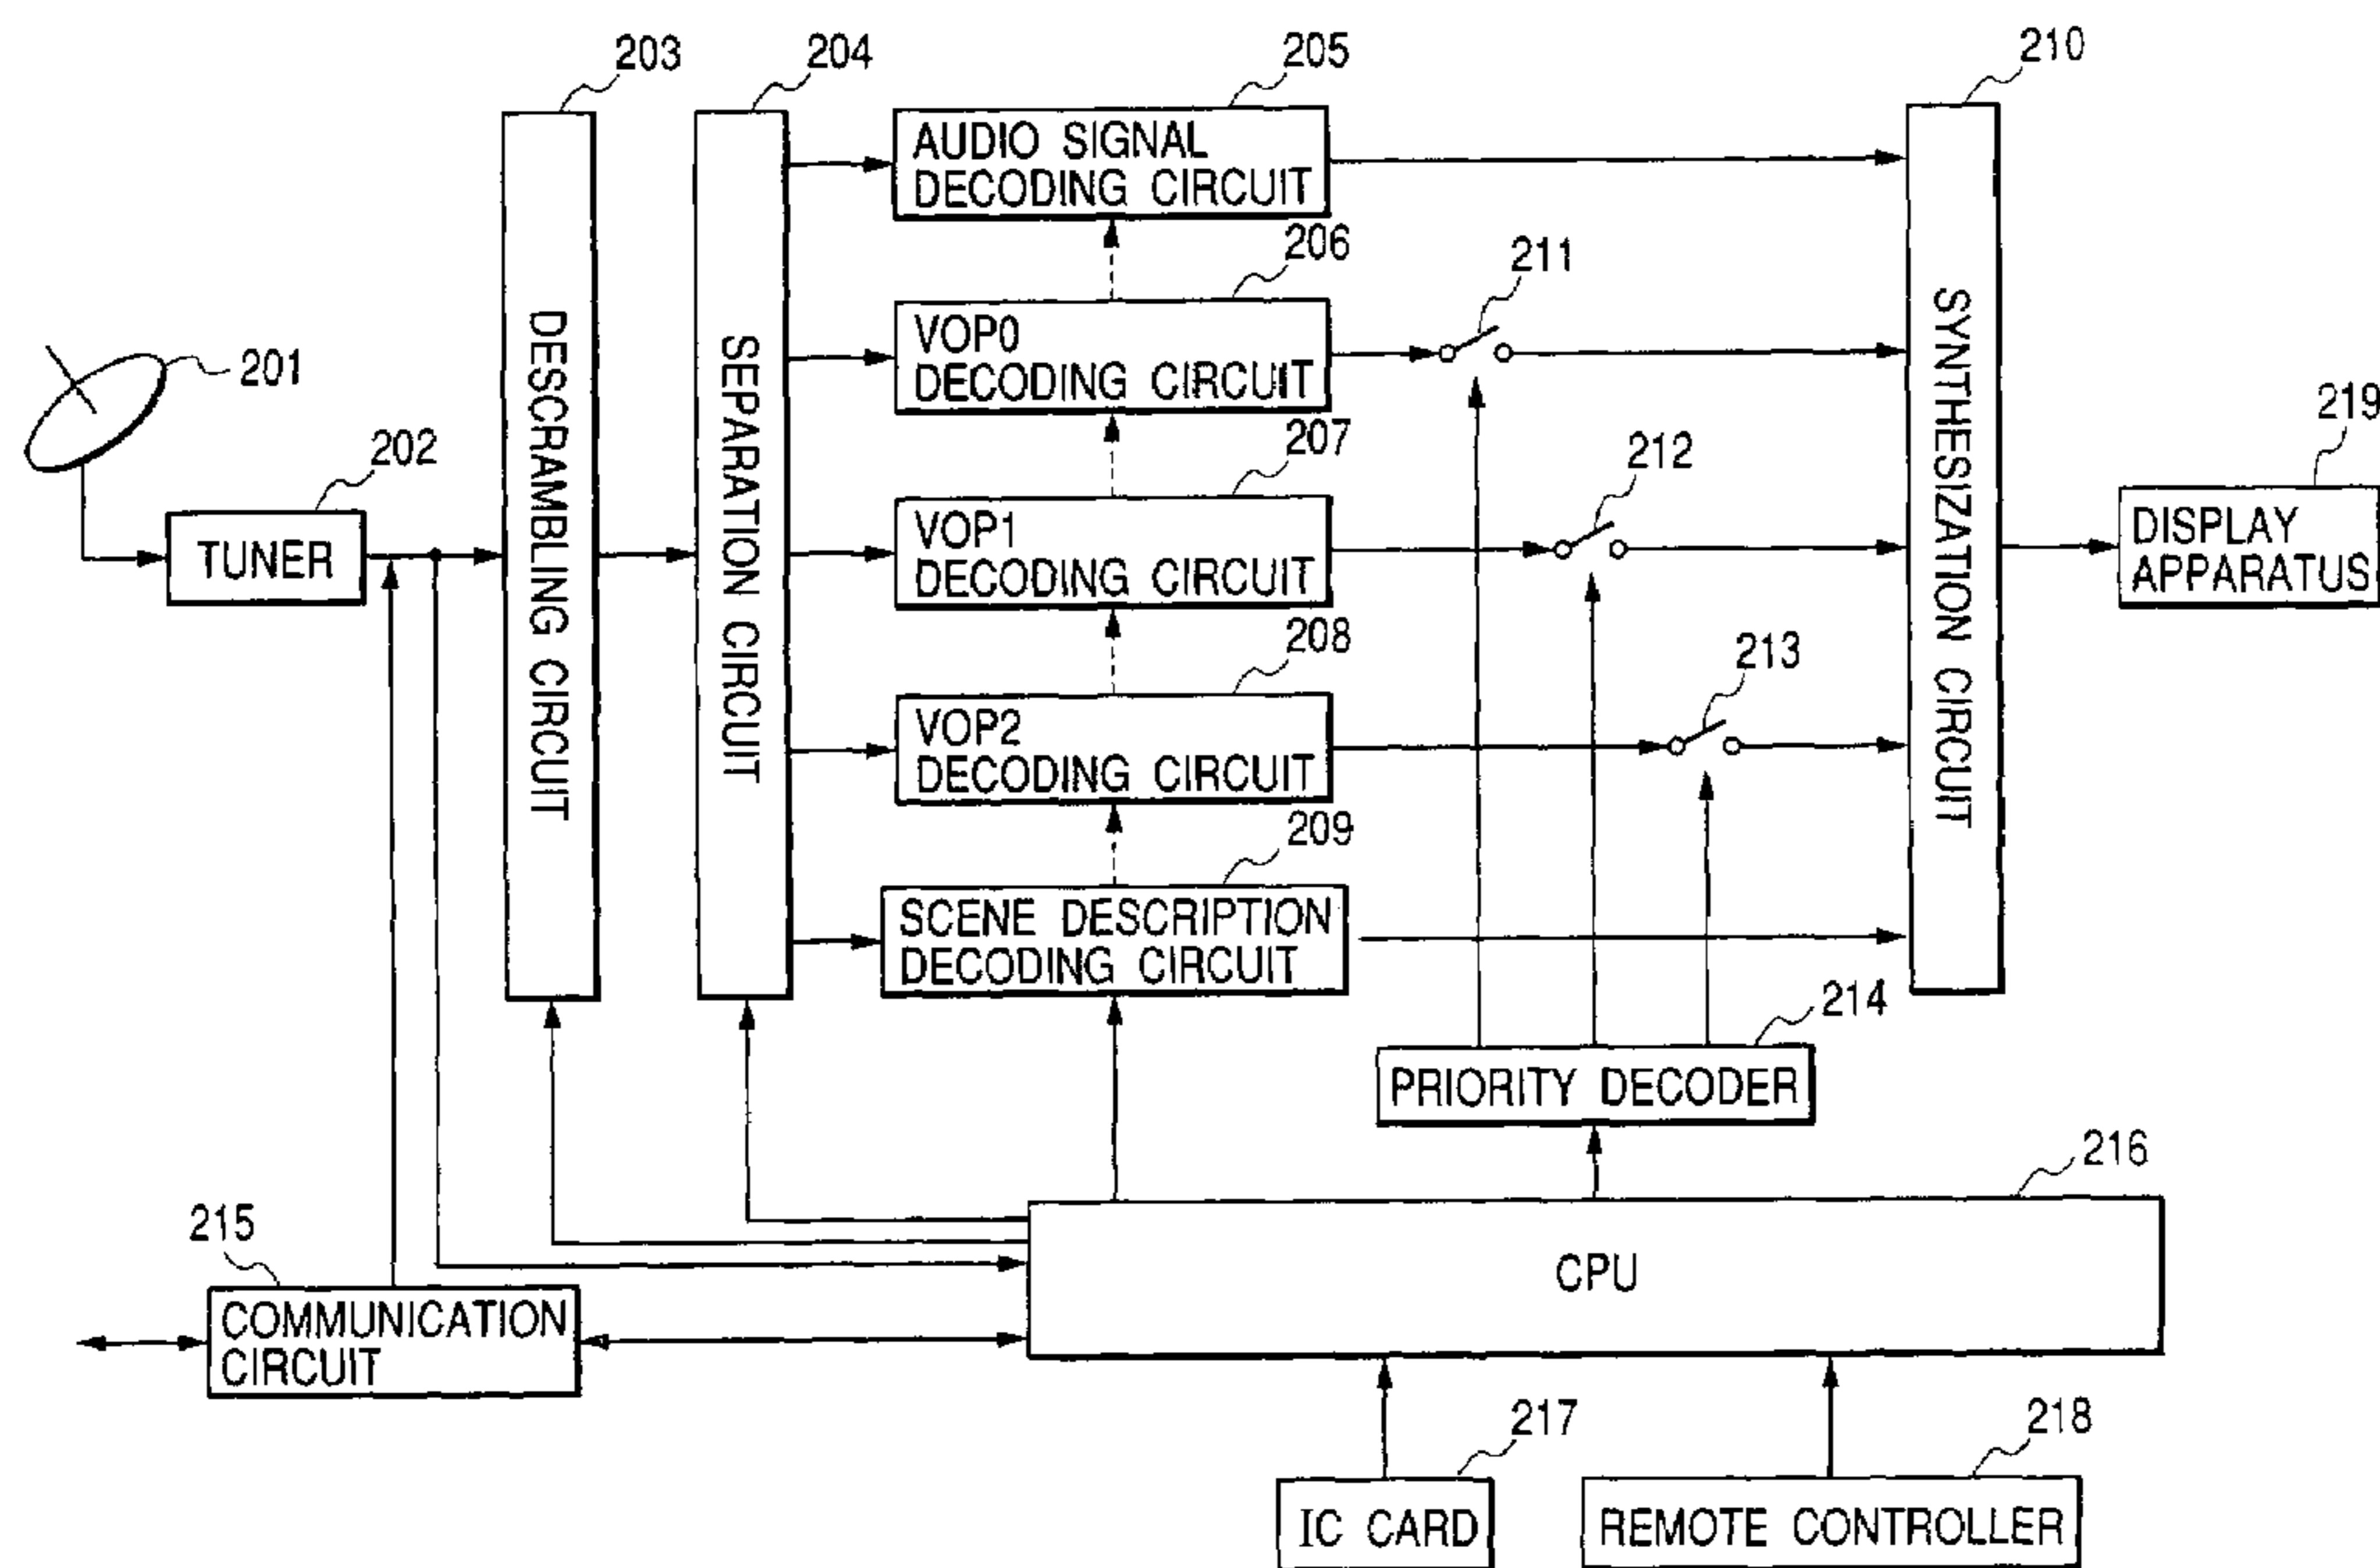 203
204
205
210
AUDIO SIGNAL
DECODING CIRCUIT
206
211
VOP0
DECODING CIRCUIT
201
DESCRAMBLING CIRCUIT
SEPARATION CIRCUIT
SYNTHESIZATION CIRCUIT
219
202
207
212
TUNER
VOP1
DECODING CIRCUIT
DISPLAY
APPARATUS
208
213
VOP2
DECODING CIRCUIT
209
SCENE DESCRIPTION
DECODING CIRCUIT
214
PRIORITY DECODER
216
215
CPU
COMMUNICATION
CIRCUIT
217
218
IC CARD
REMOTE CONTROLLER